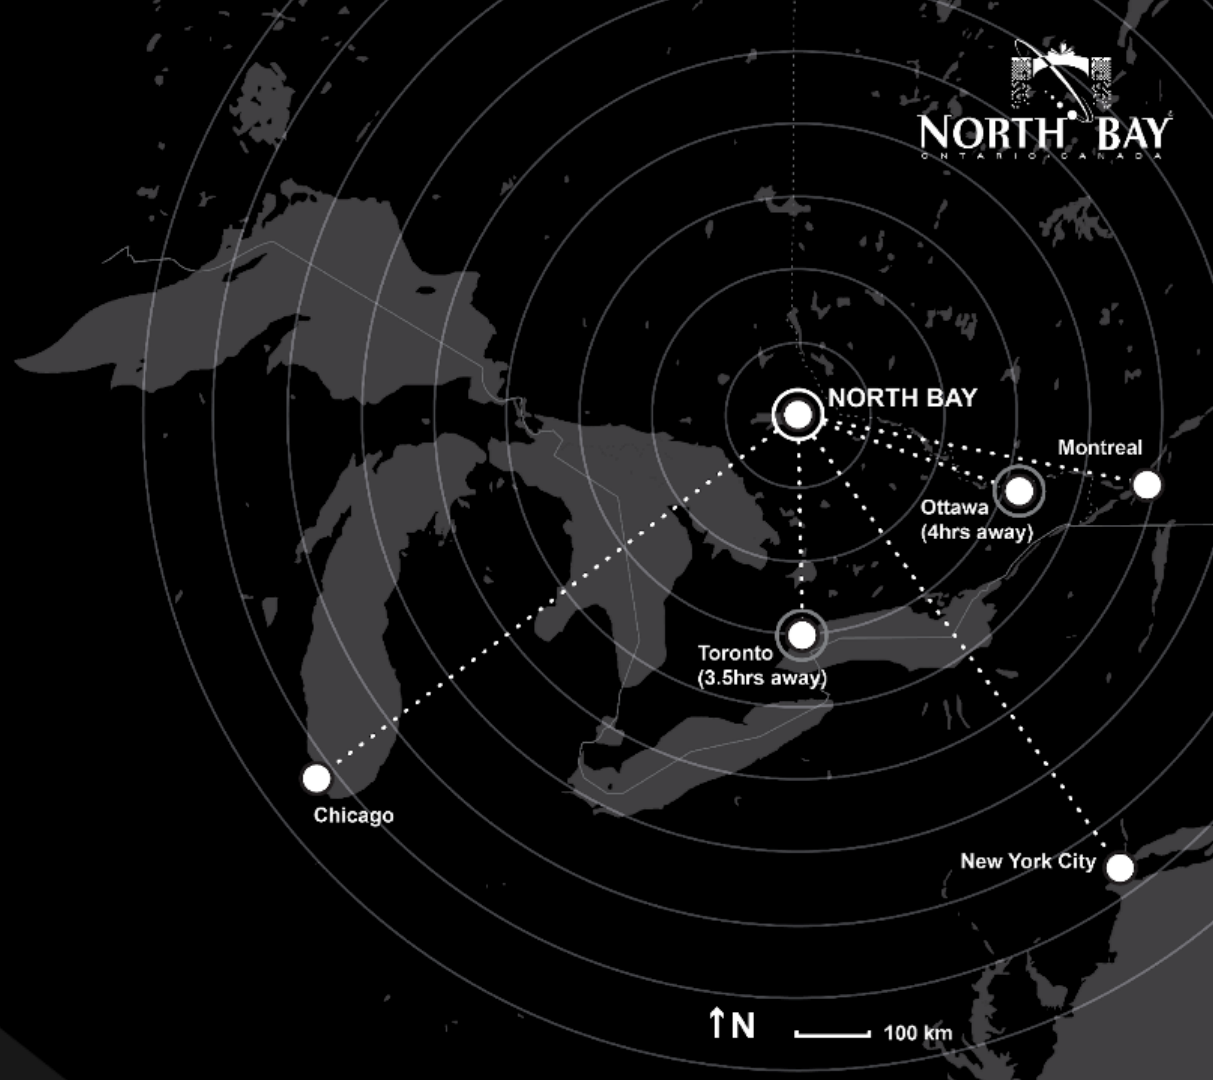 NORTH BAY
ONTARIO, CANADA
NORTH BAY
Montreal
Ottawa
(4hrs away)
Toronto
(3.5hrs away)
Chicago
New York City
N
100 km